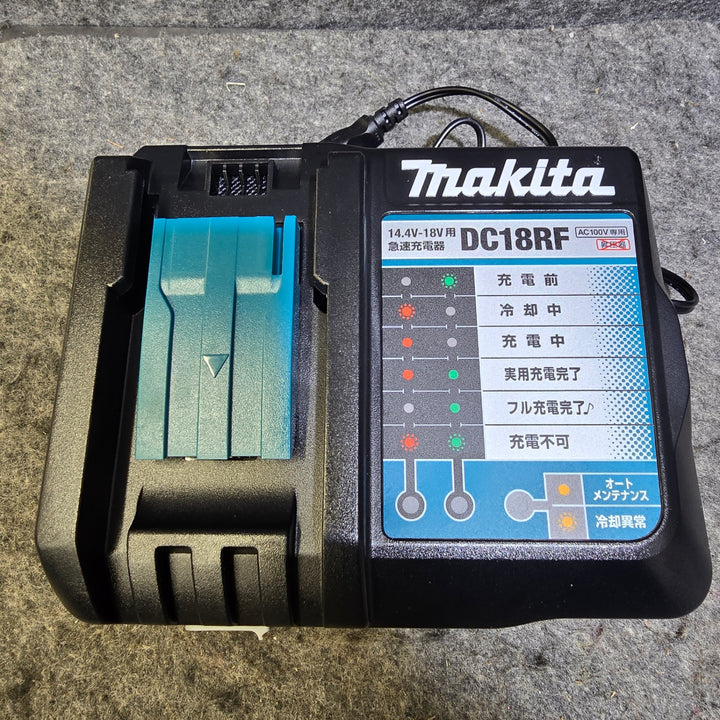 makita
14.4V-18V用
急速充電器
DC18RF
AC100V専用
昇圧器
充電前
冷却中
充電中
実用充電完了
フル充電完了♪
充電不可
オート
メンテナンス
冷却異常